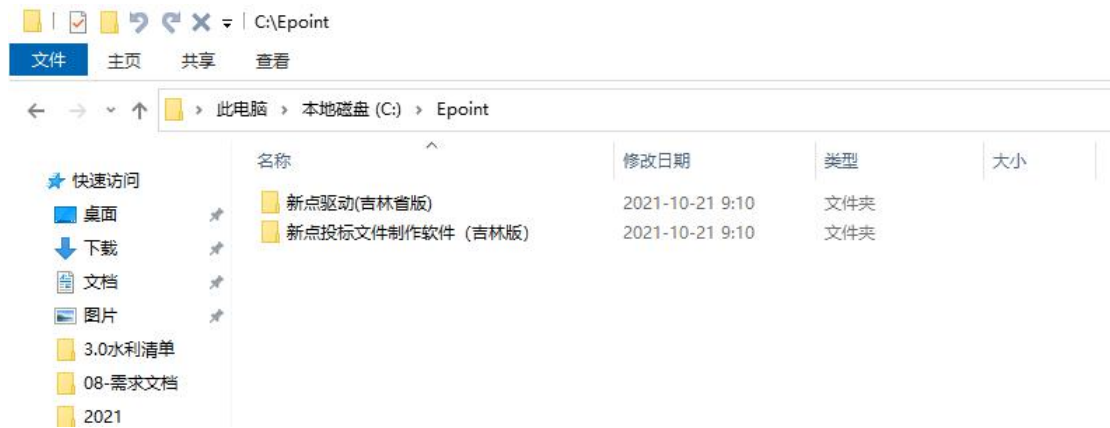 C:\Epoint
文件 主页 共享 查看
此电脑 › 本地磁盘 (C:) › Epoint
名称 修改日期 类型 大小
快速访问
桌面
下载
文档
图片
3.0水利清单
08-需求文档
2021
新点驱动(吉林省版) 2021-10-21 9:10 文件夹
新点投标文件制作软件（吉林版） 2021-10-21 9:10 文件夹